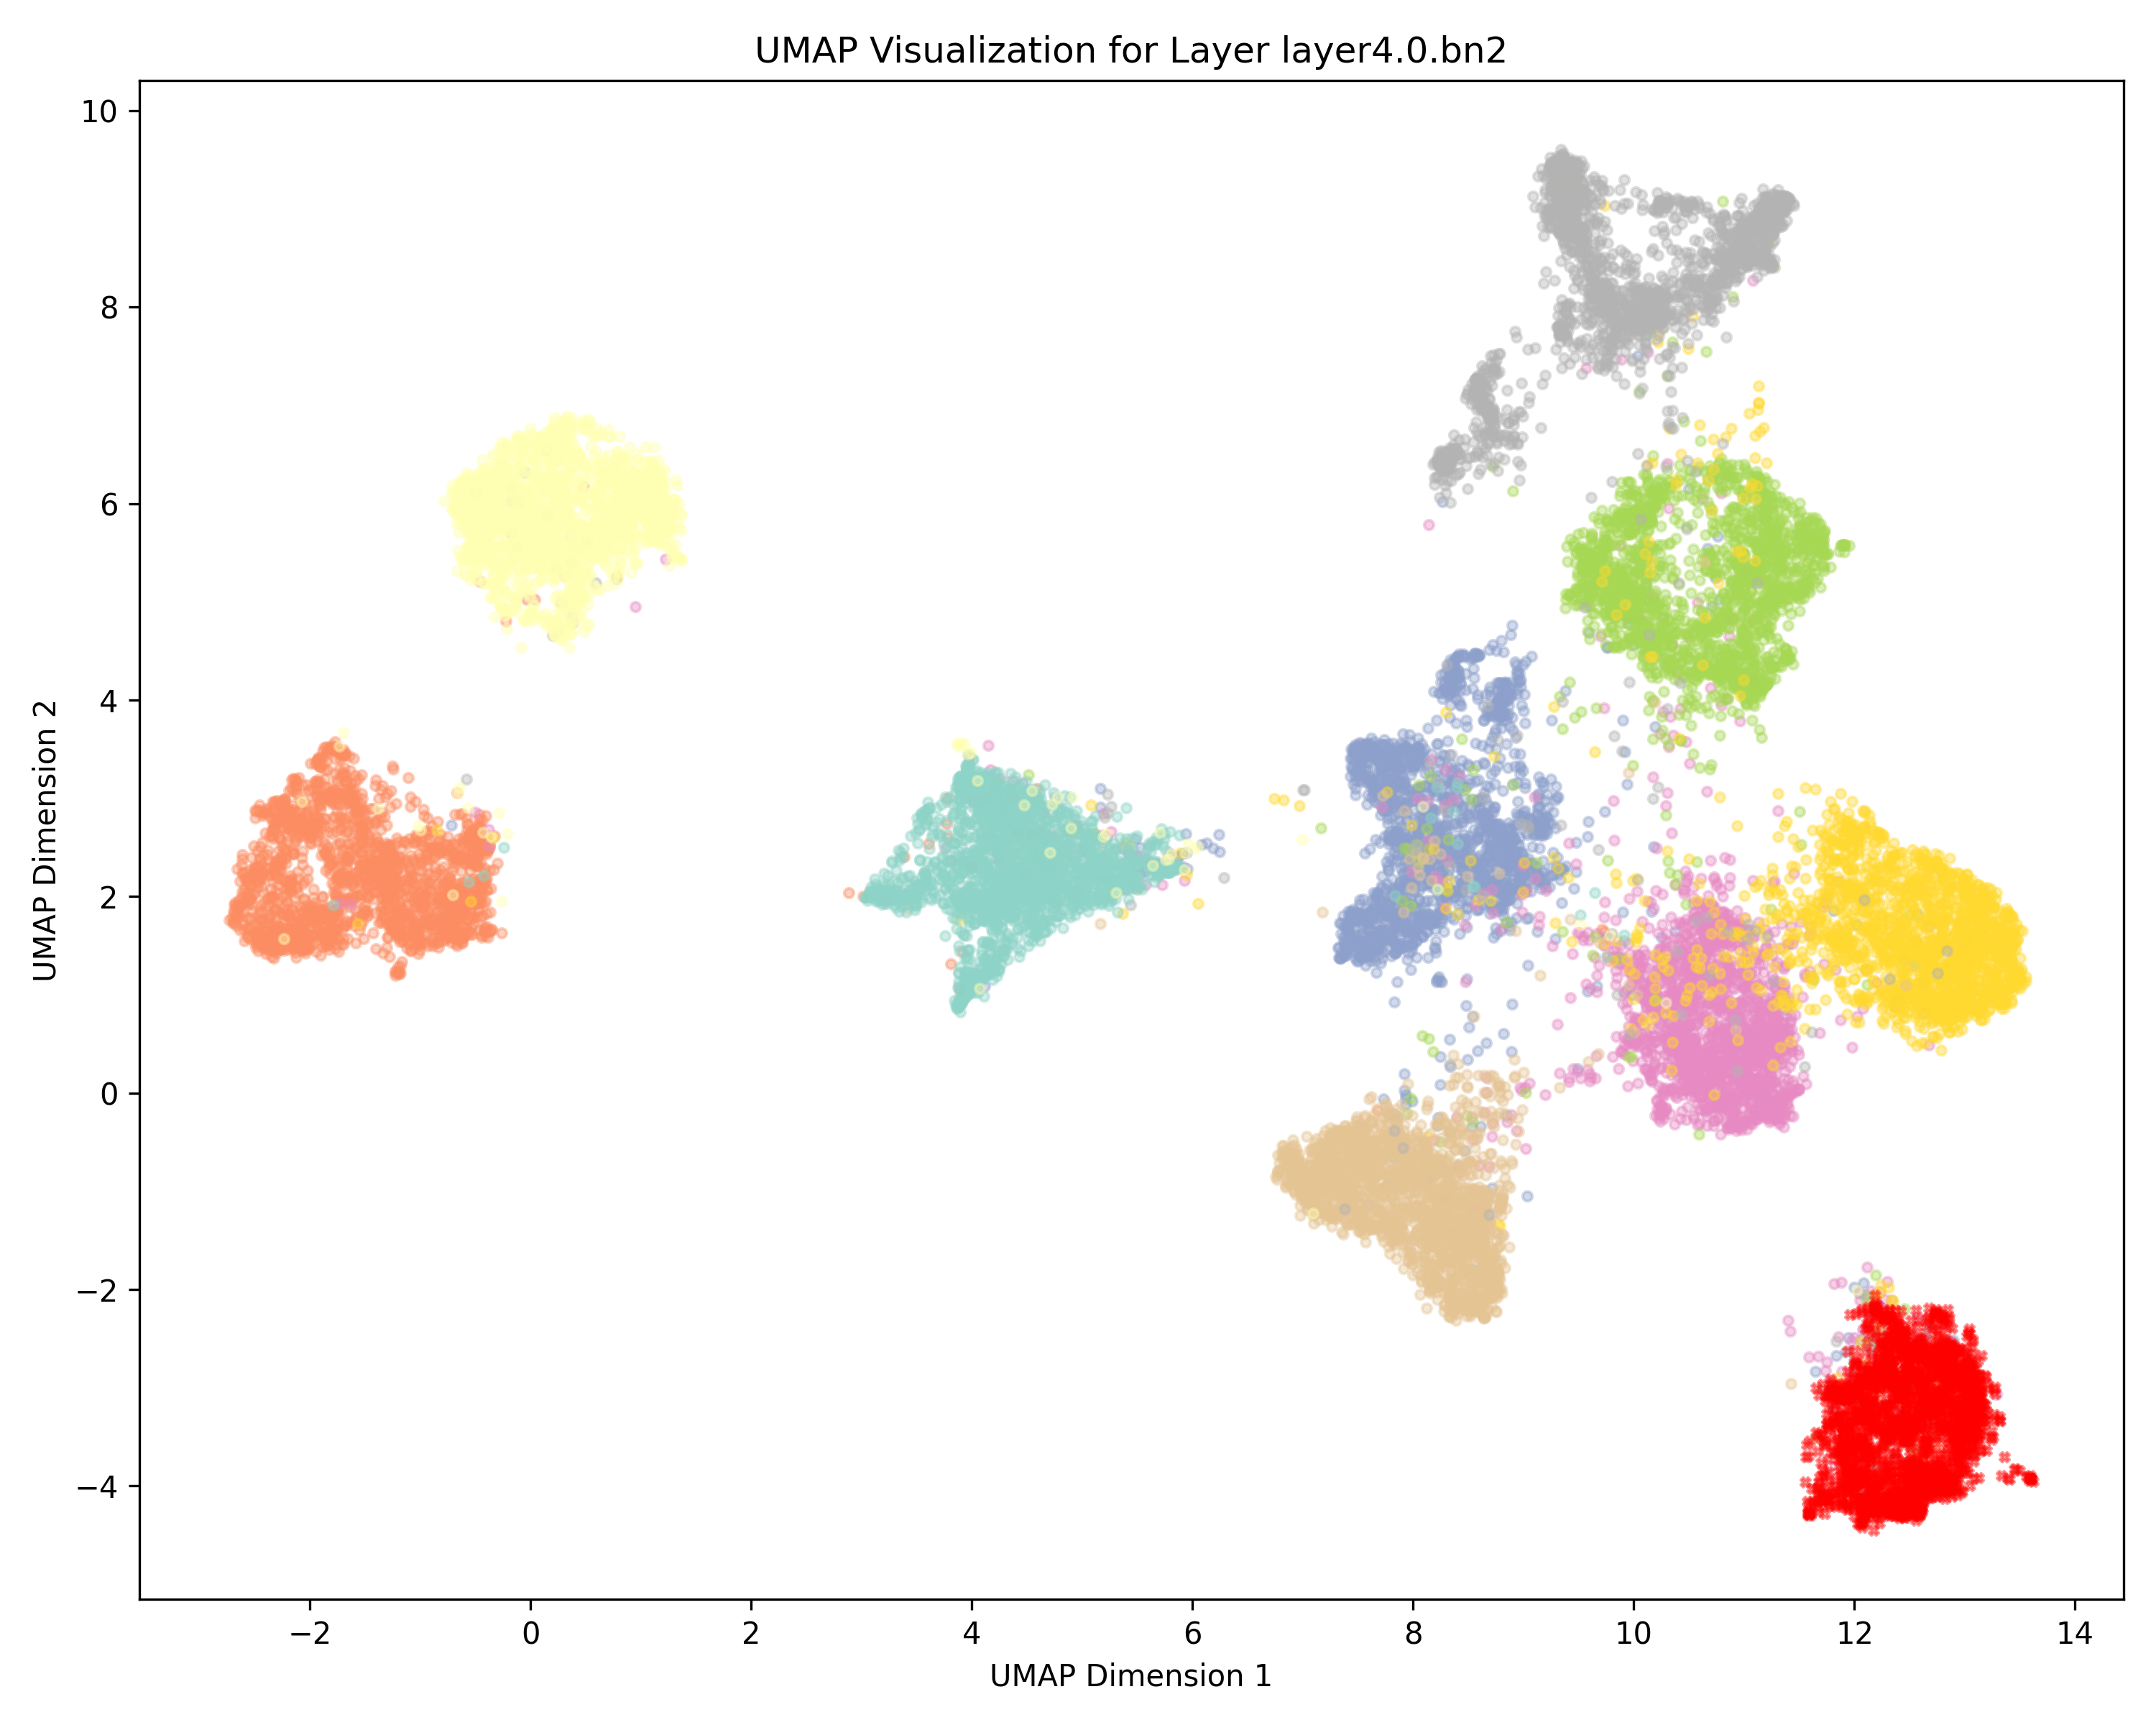 UMAP Visualization for Layer layer4.0.bn2
10
8
6
4
2
0
−2
−4
UMAP Dimension 2
−2 0 2 4 6 8 10 12 14
UMAP Dimension 1